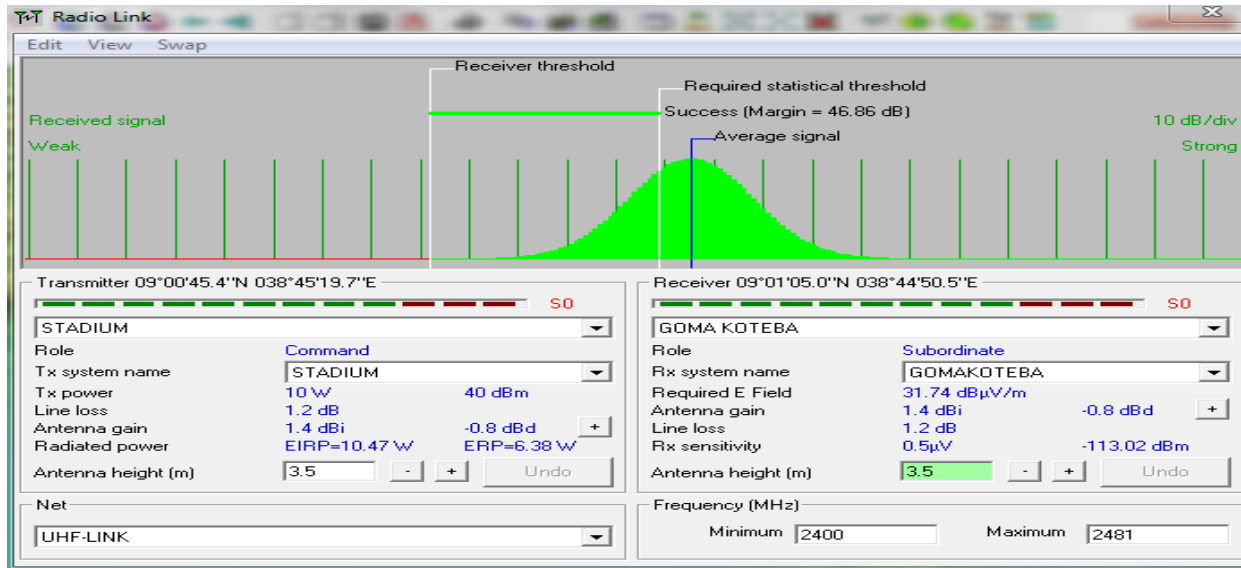 Radio Link
Edit View Swap
Receiver threshold
Required statistical threshold
Received signal
Success (Margin = 46.86 dB)
10 dB/div
Weak
Average signal
Strong
Transmitter 09°00'45.4"N 038°45'19.7"E
S0
STADIUM
Role Command
Tx system name STADIUM
Tx power 10 W 40 dBm
Line loss 1.2 dB
Antenna gain 1.4 dBi -0.8 dBd +
Radiated power EIRP=10.47 W ERP=6.38 W
Antenna height (m) 3.5 - + Undo
Net
UHF-LINK
Receiver 09°01'05.0"N 038°44'50.5"E
S0
GOMA KOTEBA
Role Subordinate
Rx system name GOMAKOTEBA
Required E Field 31.74 dBµV/m
Antenna gain 1.4 dBi -0.8 dBd +
Line loss 1.2 dB
Rx sensitivity 0.5µV -113.02 dBm
Antenna height (m) 3.5 - + Undo
Frequency (MHz)
Minimum 2400 Maximum 2481